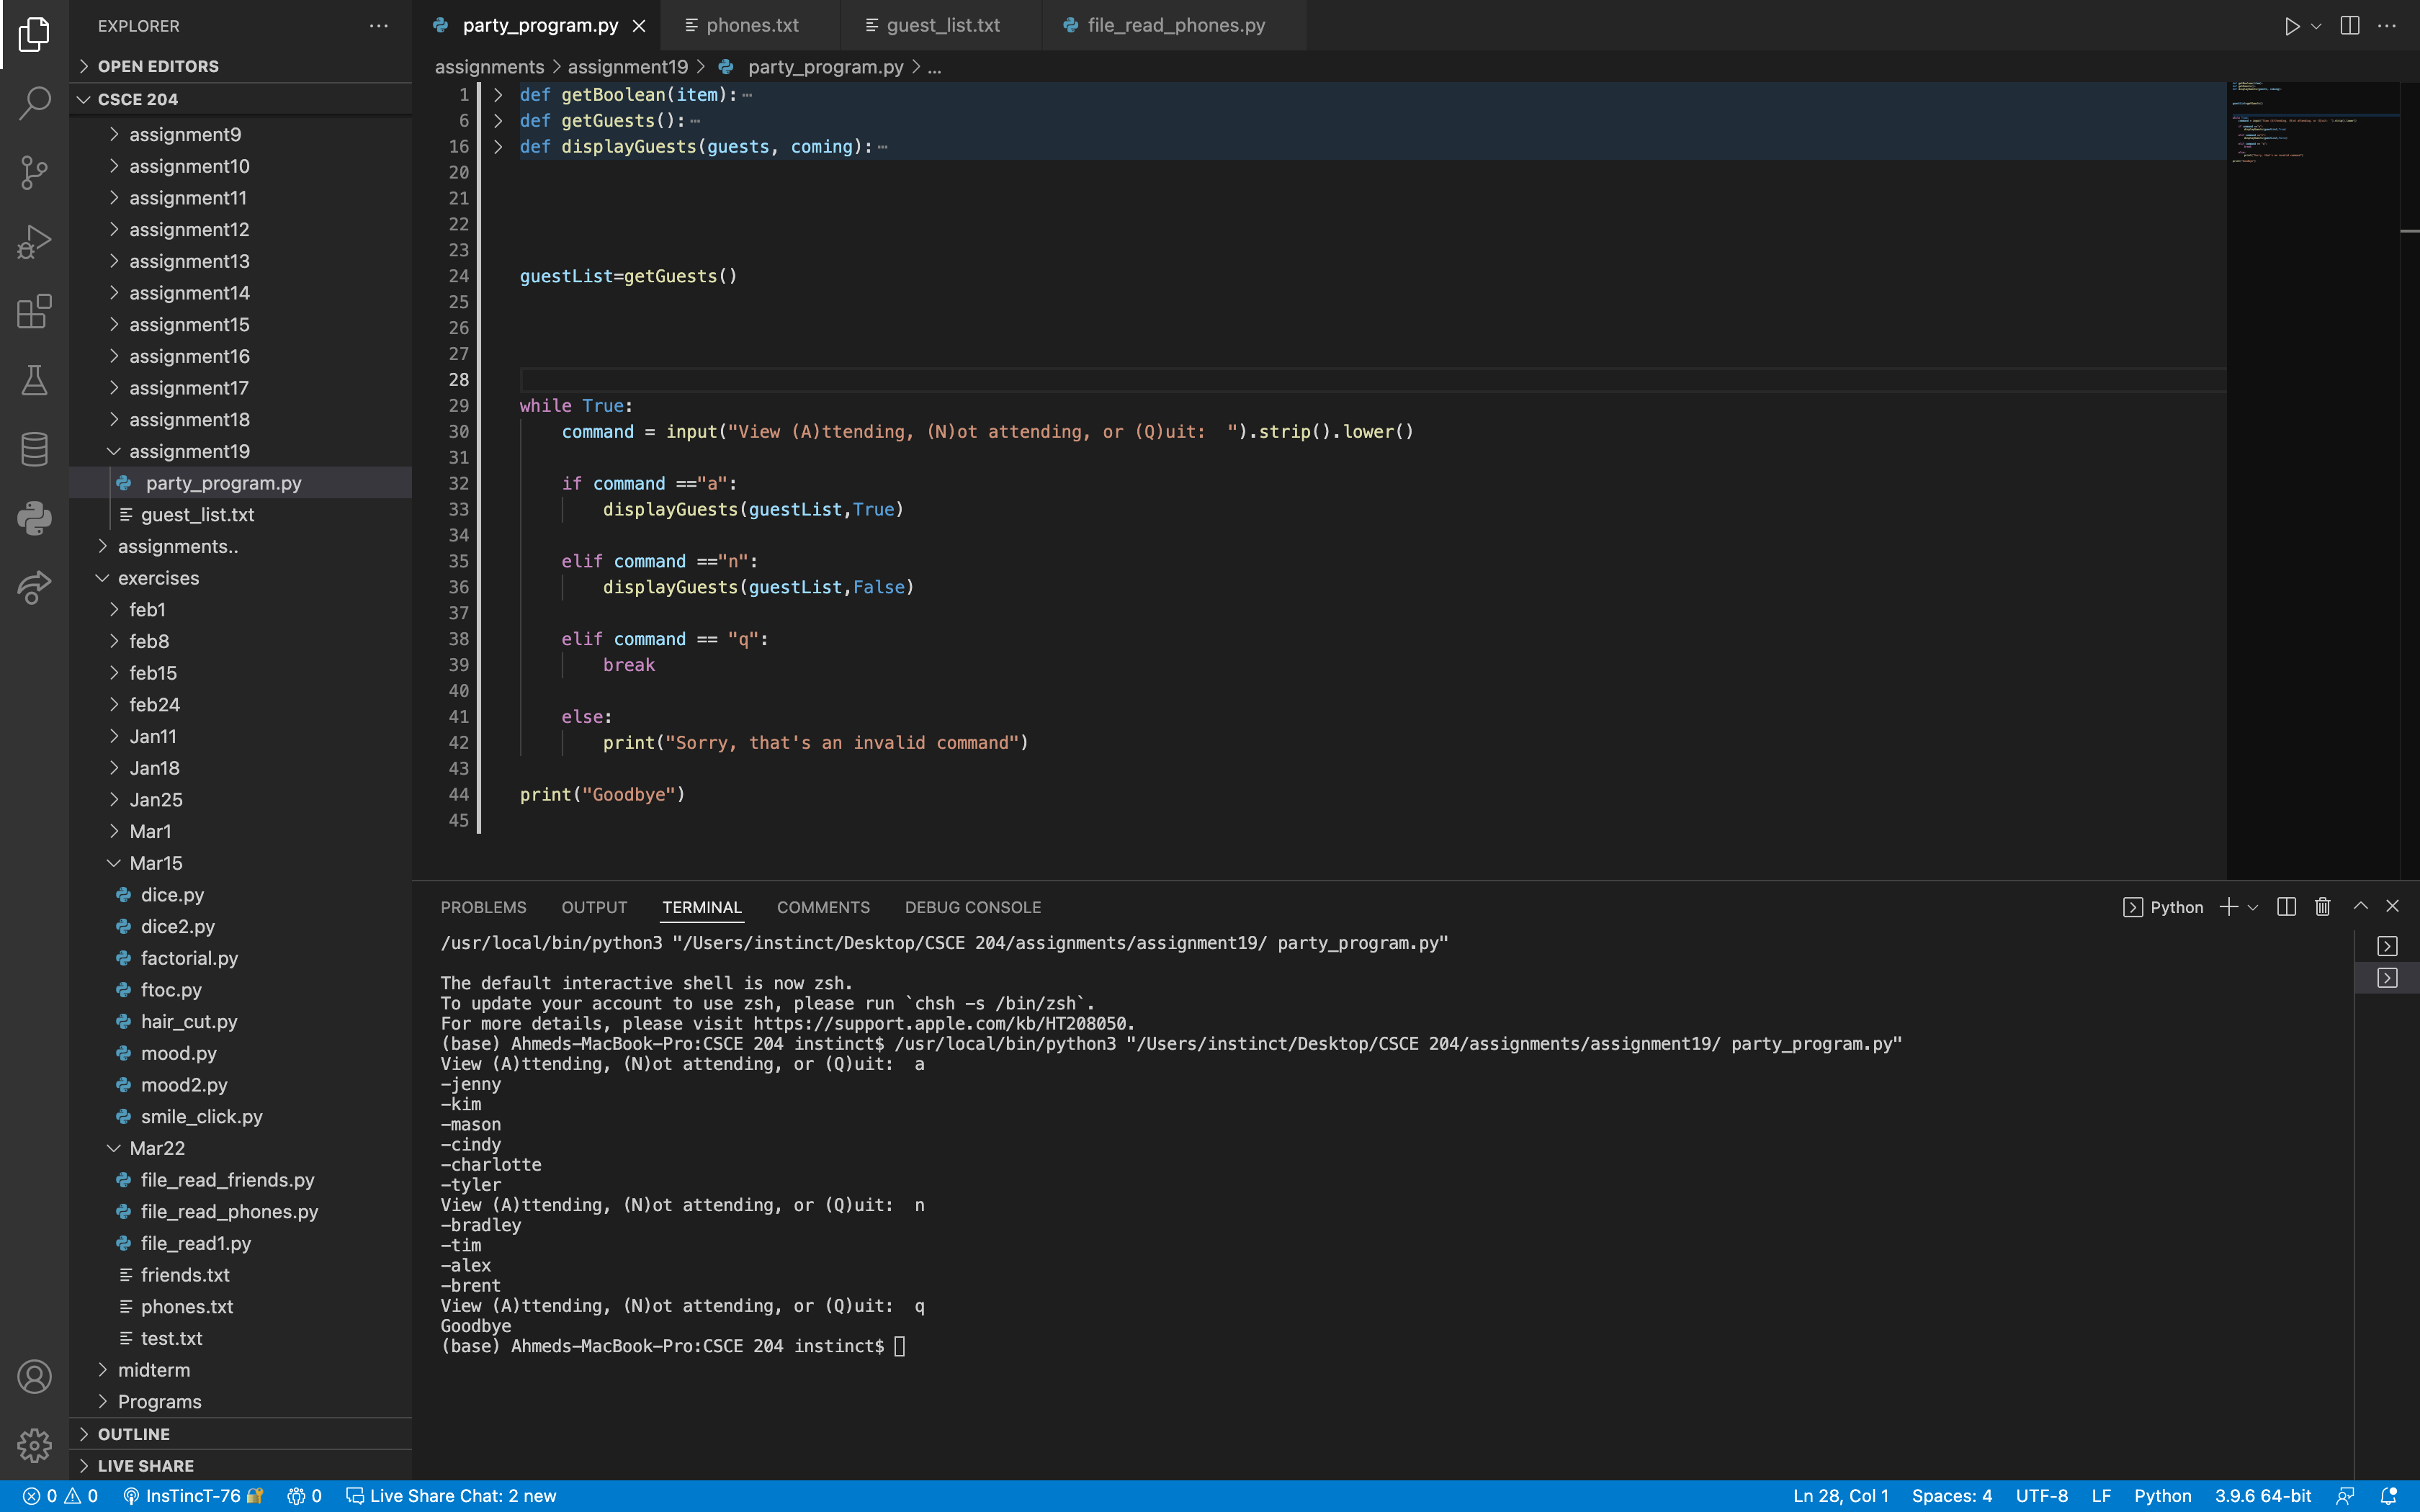 EXPLORER
OPEN EDITORS
CSCE 204
assignment9
assignment10
assignment11
assignment12
assignment13
assignment14
assignment15
assignment16
assignment17
assignment18
assignment19
party_program.py
guest_list.txt
assignments..
exercises
feb1
feb8
feb15
feb24
Jan11
Jan18
Jan25
Mar1
Mar15
dice.py
dice2.py
factorial.py
ftoc.py
hair_cut.py
mood.py
mood2.py
smile_click.py
Mar22
file_read_friends.py
file_read_phones.py
file_read1.py
friends.txt
phones.txt
test.txt
midterm
Programs
OUTLINE
LIVE SHARE
party_program.py phones.txt guest_list.txt file_read_phones.py
assignments > assignment19 > party_program.py > ...
1 def getBoolean(item):
6 def getGuests():
16 def displayGuests(guests, coming):
20
21
22
23
24 guestList=getGuests()
25
26
27
28
29 while True:
30 command = input("View (A)ttending, (N)ot attending, or (Q)uit:  ").strip().lower()
31
32 if command =="a":
33 displayGuests(guestList,True)
34
35 elif command =="n":
36 displayGuests(guestList,False)
37
38 elif command == "q":
39 break
40
41 else:
42 print("Sorry, that's an invalid command")
43
44 print("Goodbye")
45
PROBLEMS OUTPUT TERMINAL COMMENTS DEBUG CONSOLE Python
/usr/local/bin/python3 "/Users/instinct/Desktop/CSCE 204/assignments/assignment19/ party_program.py"
The default interactive shell is now zsh.
To update your account to use zsh, please run `chsh -s /bin/zsh`.
For more details, please visit https://support.apple.com/kb/HT208050.
(base) Ahmeds-MacBook-Pro:CSCE 204 instinct$ /usr/local/bin/python3 "/Users/instinct/Desktop/CSCE 204/assignments/assignment19/ party_program.py"
View (A)ttending, (N)ot attending, or (Q)uit:  a
-jenny
-kim
-mason
-cindy
-charlotte
-tyler
View (A)ttending, (N)ot attending, or (Q)uit:  n
-bradley
-tim
-alex
-brent
View (A)ttending, (N)ot attending, or (Q)uit:  q
Goodbye
(base) Ahmeds-MacBook-Pro:CSCE 204 instinct$
0 0 InsTincT-76 0 Live Share Chat: 2 new Ln 28, Col 1 Spaces: 4 UTF-8 LF Python 3.9.6 64-bit